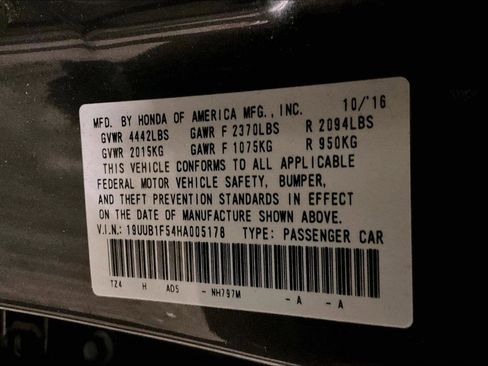 MFD. BY HONDA OF AMERICA MFG., INC. 10/'16
GVWR 4442LBS GAWR F 2370LBS R 2094LBS
GVWR 2015KG GAWR F 1075KG R 950KG
THIS VEHICLE CONFORMS TO ALL APPLICABLE
FEDERAL MOTOR VEHICLE SAFETY, BUMPER,
AND THEFT PREVENTION STANDARDS IN EFFECT
ON THE DATE OF MANUFACTURE SHOWN ABOVE.
V.I.N.: 19UUB1F54HA005178 TYPE: PASSENGER CAR
TZ4 H AD5 - NH797M - A - A